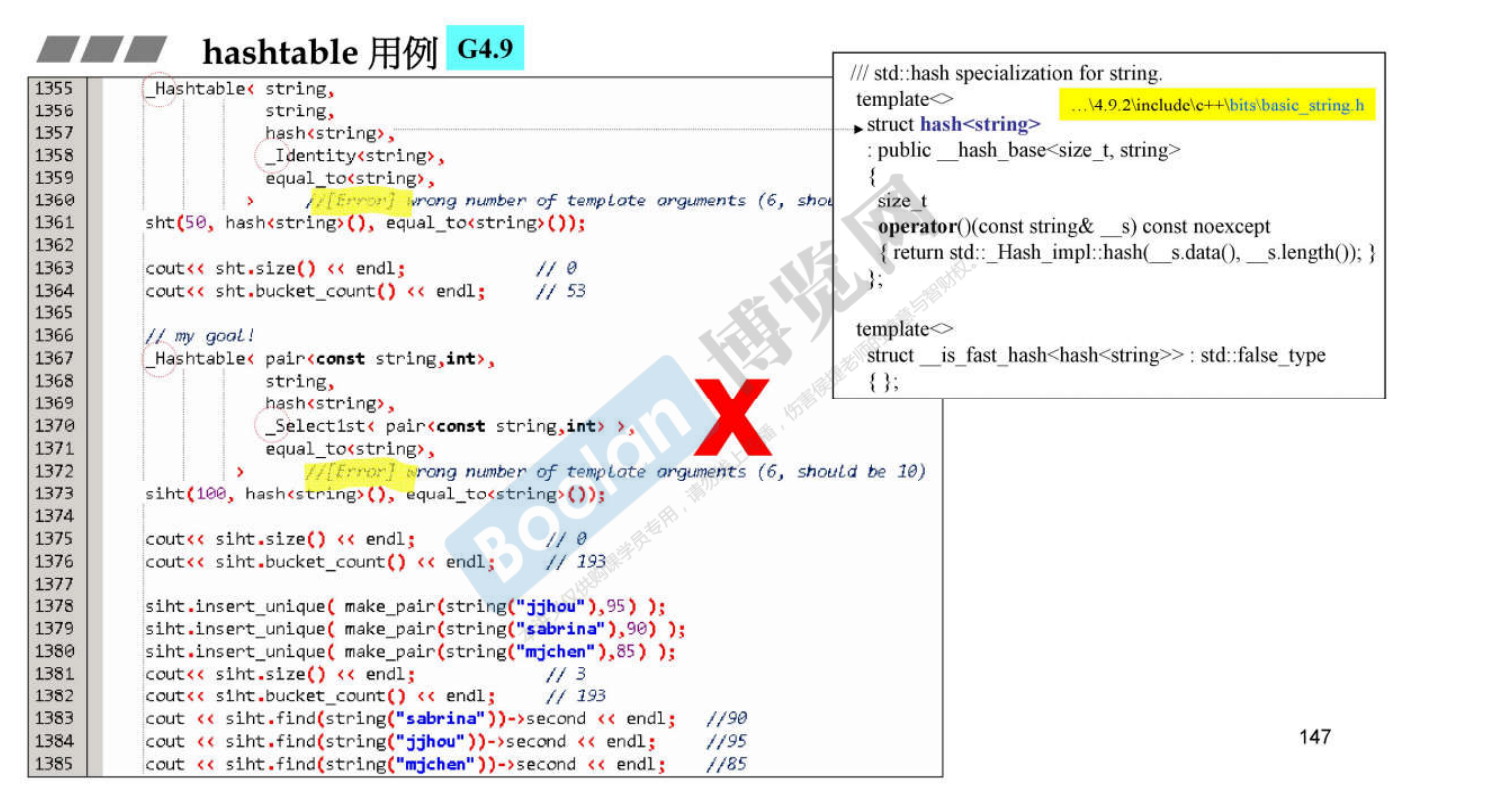 hashtable 用例 G4.9
1355 _Hashtable< string,
1356 string,
1357 hash<string>,
1358 _Identity<string>,
1359 equal_to<string>,
1360 > //[Error] wrong number of template arguments (6, shou
1361 sht(50, hash<string>(), equal_to<string>());
1362
1363 cout<< sht.size() << endl; // 0
1364 cout<< sht.bucket_count() << endl; // 53
1365
1366 // my goal!
1367 _Hashtable< pair<const string,int>,
1368 string,
1369 hash<string>,
1370 _Select1st< pair<const string,int> >,
1371 equal_to<string>,
1372 > //[Error] wrong number of template arguments (6, should be 10)
1373 siht(100, hash<string>(), equal_to<string>());
1374
1375 cout<< siht.size() << endl; // 0
1376 cout<< siht.bucket_count() << endl; // 193
1377
1378 siht.insert_unique( make_pair(string("jjhou"),95) );
1379 siht.insert_unique( make_pair(string("sabrina"),90) );
1380 siht.insert_unique( make_pair(string("mjchen"),85) );
1381 cout<< siht.size() << endl; // 3
1382 cout<< siht.bucket_count() << endl; // 193
1383 cout << siht.find(string("sabrina"))->second << endl; //90
1384 cout << siht.find(string("jjhou"))->second << endl; //95
1385 cout << siht.find(string("mjchen"))->second << endl; //85
/// std::hash specialization for string.
template<>
…\4.9.2\include\c++\bits\basic_string.h
struct hash<string>
: public __hash_base<size_t, string>
{
size_t
operator()(const string& __s) const noexcept
{ return std::_Hash_impl::hash(__s.data(), __s.length()); }
};
template<>
struct __is_fast_hash<hash<string>> : std::false_type
{ };
X
Boolan 博览网
147